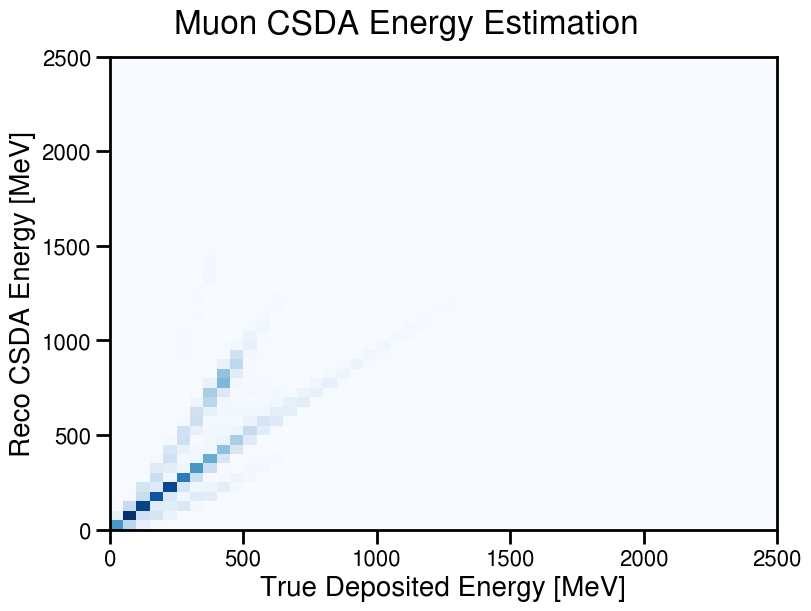 Muon CSDA Energy Estimation
2500
2000
1500
1000
500
0
Reco CSDA Energy [MeV]
0 500 1000 1500 2000 2500
True Deposited Energy [MeV]